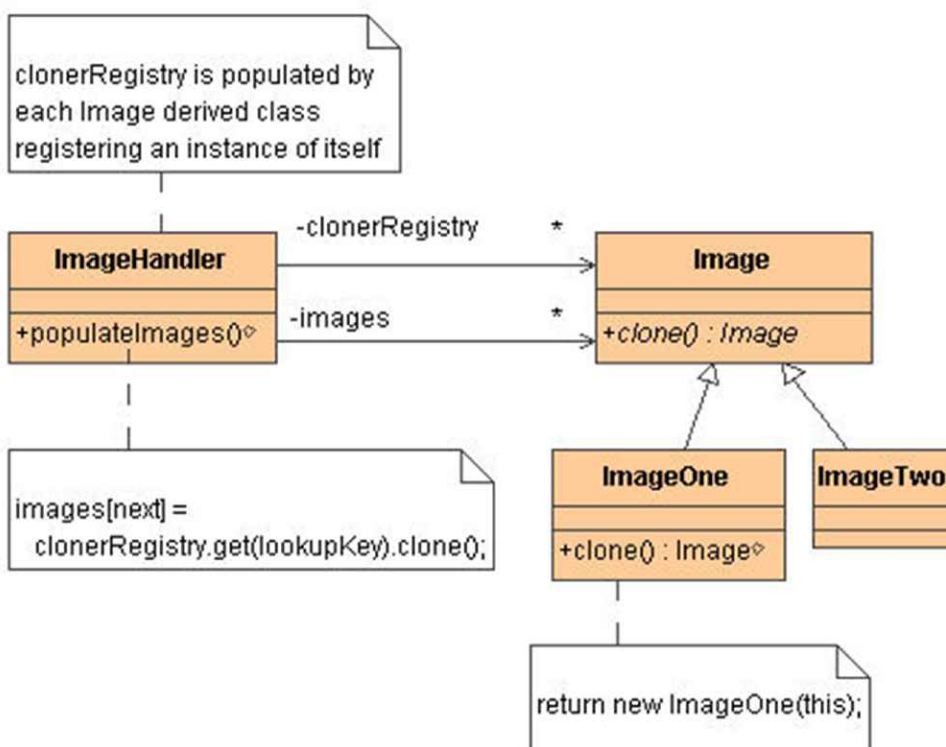 clonerRegistry is populated by
each Image derived class
registering an instance of itself
-clonerRegistry *
ImageHandler
Image
-images *
+populateImages()
+clone() : Image
images[next] =
clonerRegistry.get(lookupKey).clone();
ImageOne
ImageTwo
+clone() : Image
return new ImageOne(this);